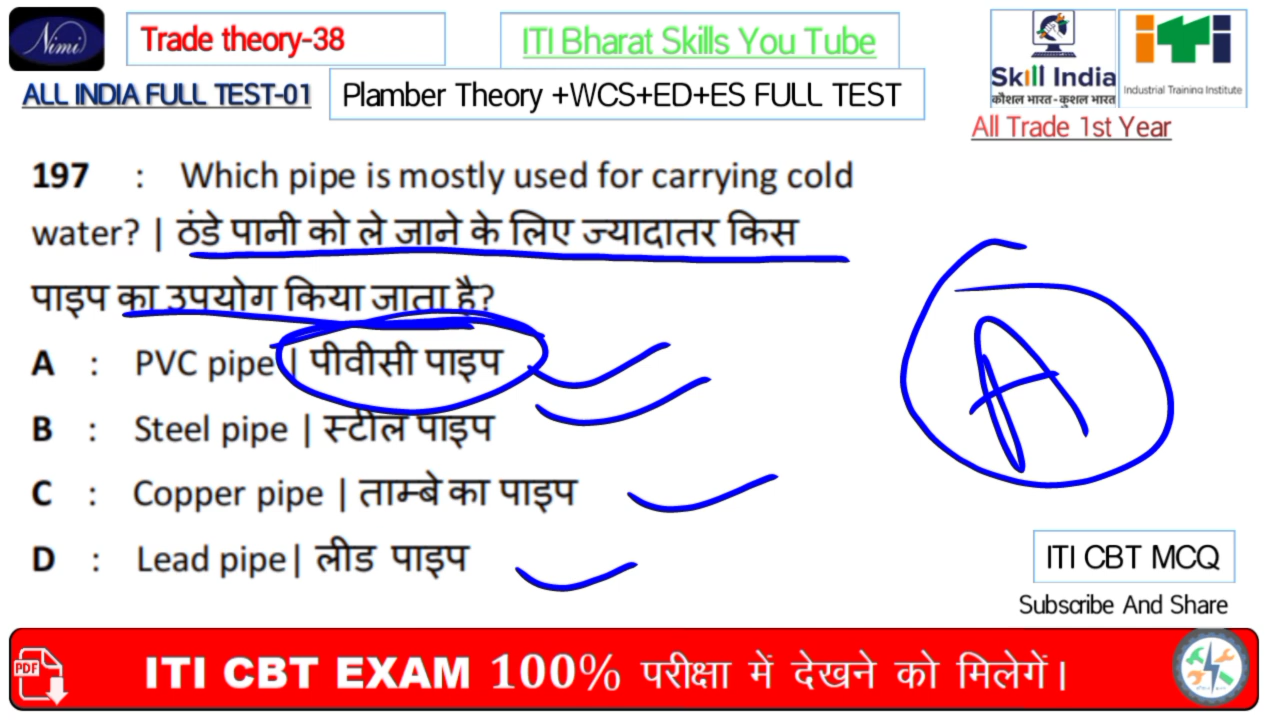 Nimi
Trade theory-38
ITI Bharat Skills You Tube
Skill India
कौशल भारत-कुशल भारत
iTi
Industrial Training Institute
ALL INDIA FULL TEST-01
Plamber Theory +WCS+ED+ES FULL TEST
All Trade 1st Year
197 : Which pipe is mostly used for carrying cold
water? | ठंडे पानी को ले जाने के लिए ज्यादातर किस
पाइप का उपयोग किया जाता है?
A : PVC pipe | पीवीसी पाइप
B : Steel pipe | स्टील पाइप
C : Copper pipe | ताम्बे का पाइप
D : Lead pipe| लीड पाइप
A
ITI CBT MCQ
Subscribe And Share
PDF
ITI CBT EXAM 100% परीक्षा में देखने को मिलेगें।